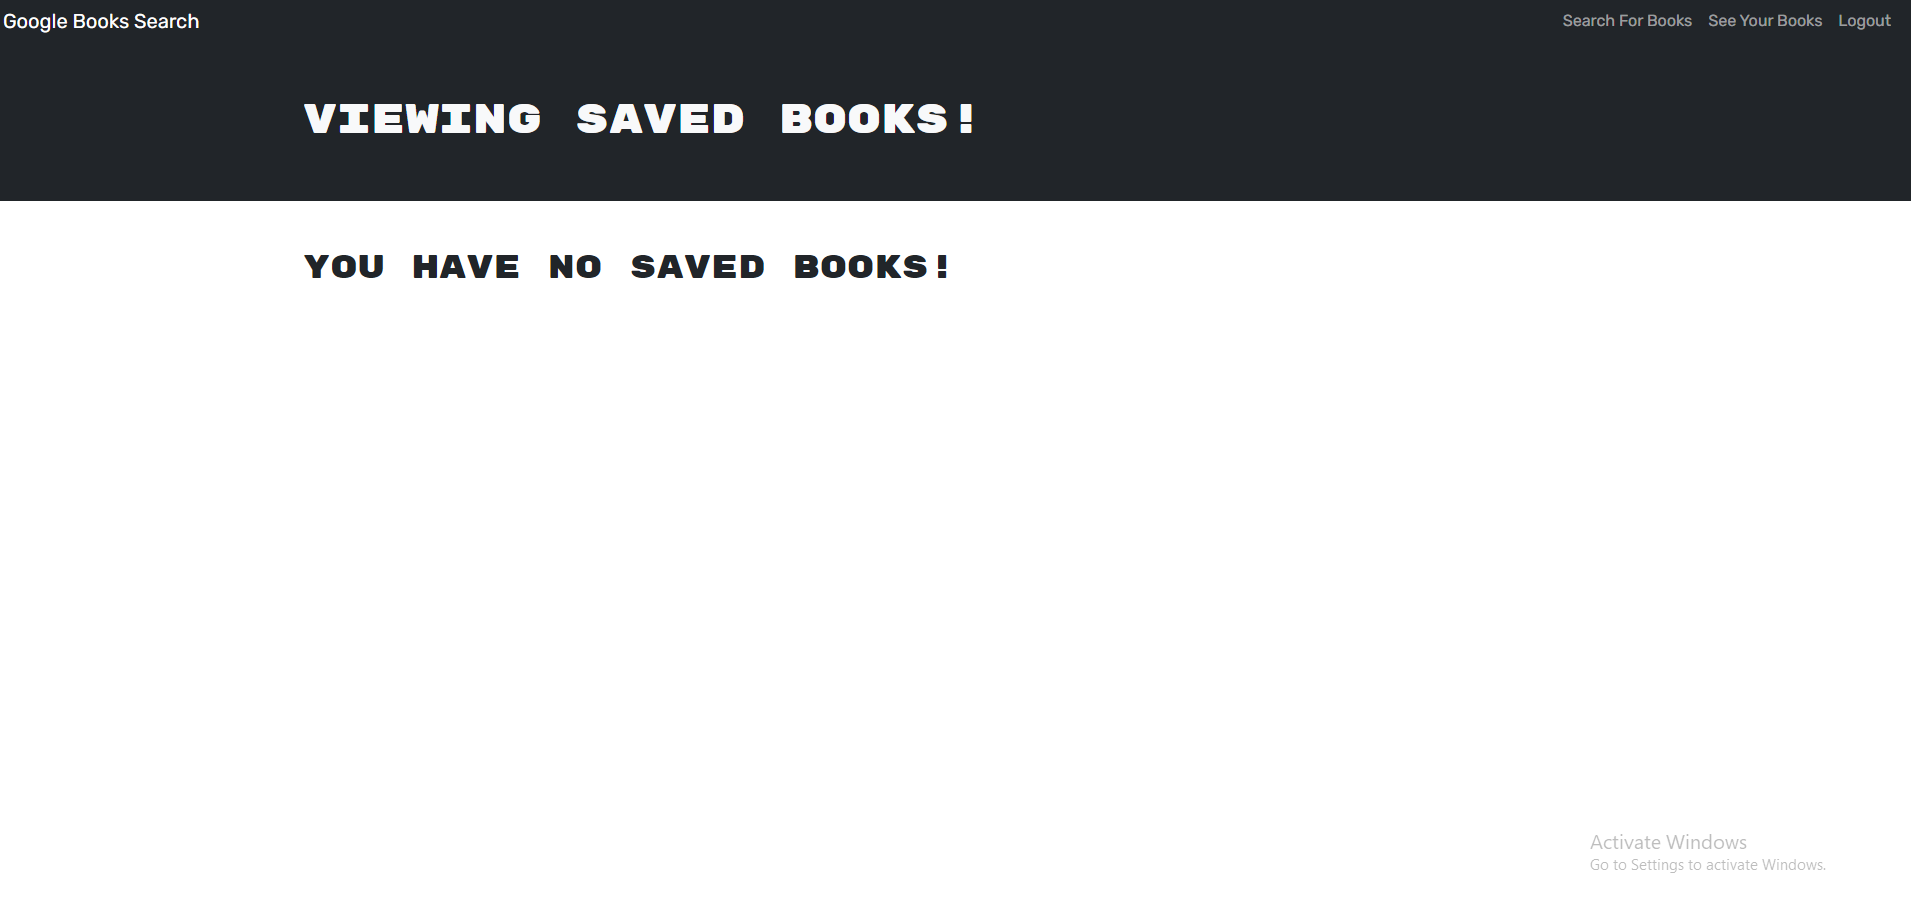 Google Books Search
Search For Books See Your Books Logout
VIEWING SAVED BOOKS!
YOU HAVE NO SAVED BOOKS!
Activate Windows
Go to Settings to activate Windows.